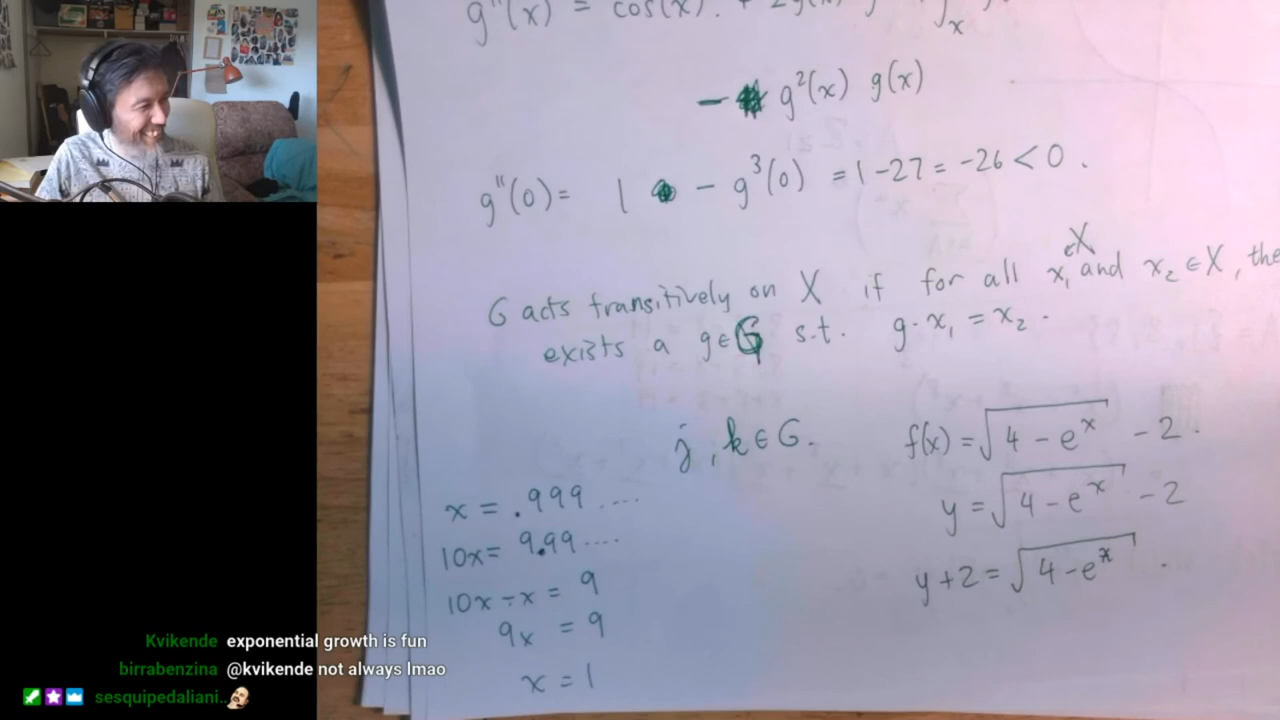 g''(x) = cos(x).
- g²(x) g(x)
g''(0) = 1 - g³(0) = 1-27 = -26 < 0.
G acts transitively on X if for all x₁ ∈X and x₂ ∈ X, the
exists a g∈G s.t. g·x₁ = x₂.
j, k ∈ G.
f(x) = √(4 - eˣ) - 2.
y = √(4 - eˣ) - 2
y + 2 = √(4 - eˣ).
x = .999....
10x = 9.99....
10x - x = 9
9x = 9
x = 1
Kvikende exponential growth is fun
birrabenzina @kvikende not always lmao
sesquipedaliani..